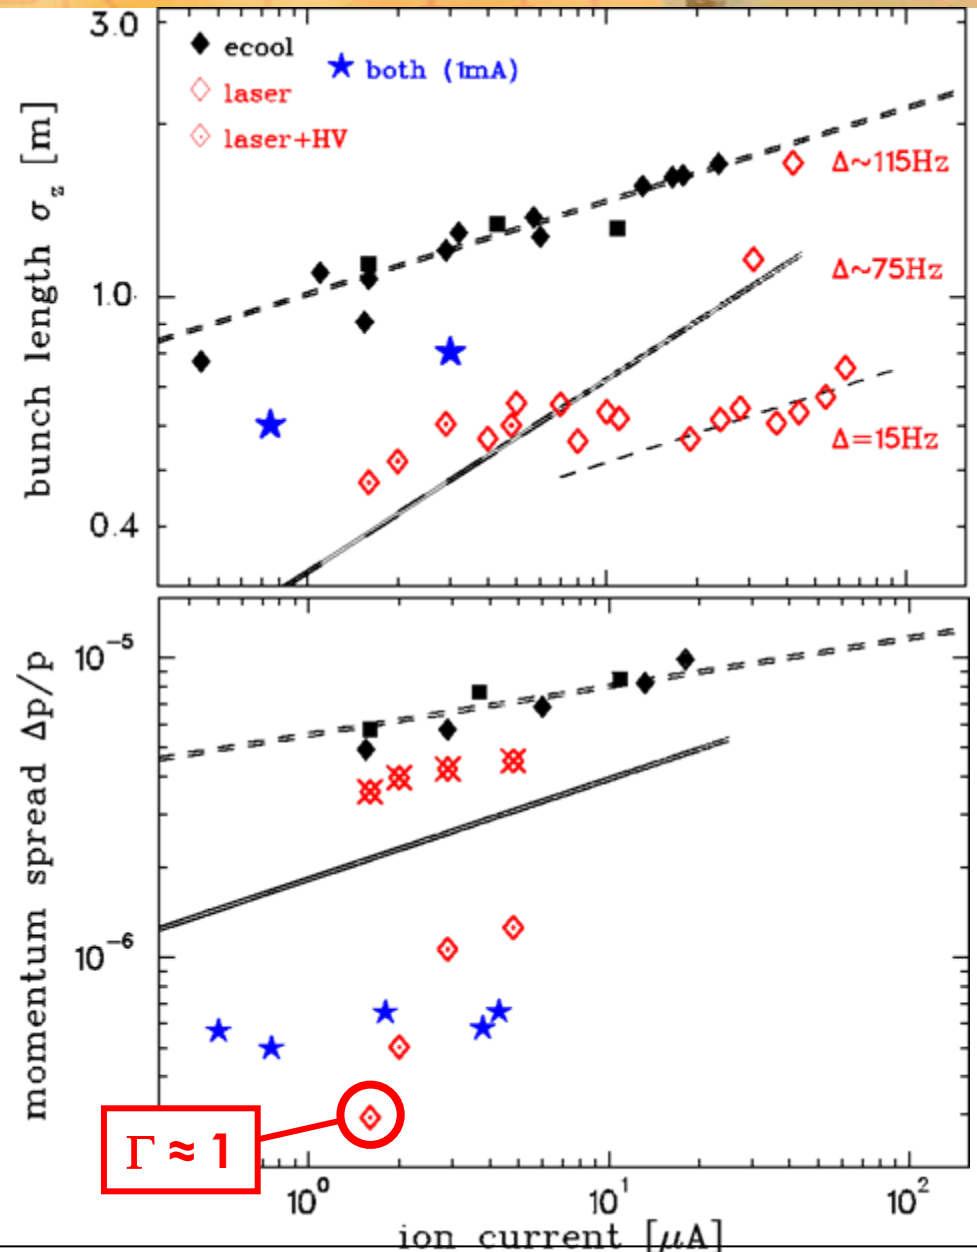 3.0
ecool
both (1mA)
laser
laser+HV
Δ~115Hz
1.0
Δ~75Hz
Δ=15Hz
0.4
bunch length σ_z [m]
10⁻⁵
10⁻⁶
momentum spread Δp/p
Γ ≈ 1
10⁰ 10¹ 10²
ion current [μA]